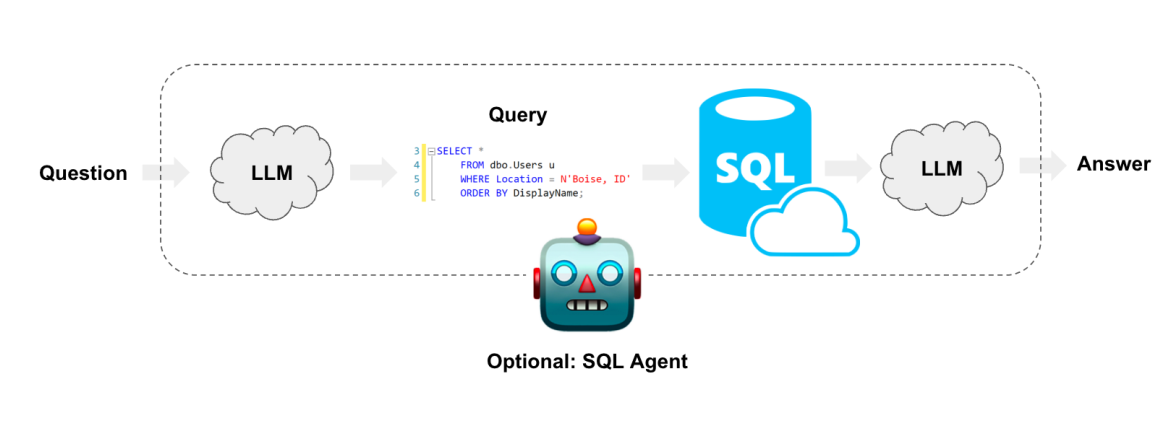 Question
LLM
Query
3 SELECT *
4 FROM dbo.Users u
5 WHERE Location = N'Boise, ID'
6 ORDER BY DisplayName;
SQL
LLM
Answer
Optional: SQL Agent